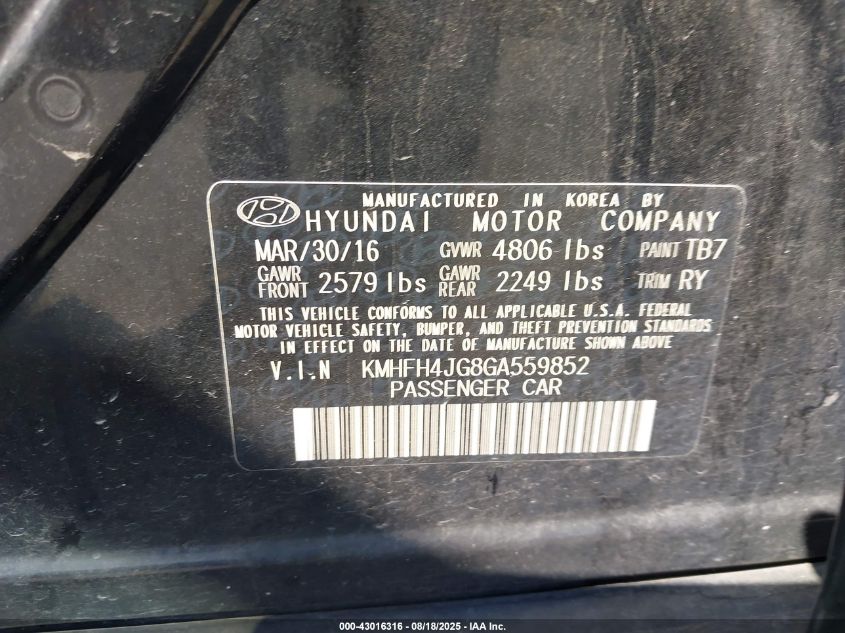 MANUFACTURED IN KOREA BY
HYUNDAI MOTOR COMPANY
MAR/30/16 GVWR 4806 lbs PAINT TB7
GAWR FRONT 2579 lbs GAWR REAR 2249 lbs TRIM RY
THIS VEHICLE CONFORMS TO ALL APPLICABLE U.S.A. FEDERAL
MOTOR VEHICLE SAFETY, BUMPER, AND THEFT PREVENTION STANDARDS
IN EFFECT ON THE DATE OF MANUFACTURE SHOWN ABOVE
V.I.N KMHFH4JG8GA559852
PASSENGER CAR
000-43016316 - 08/18/2025 - IAA Inc.